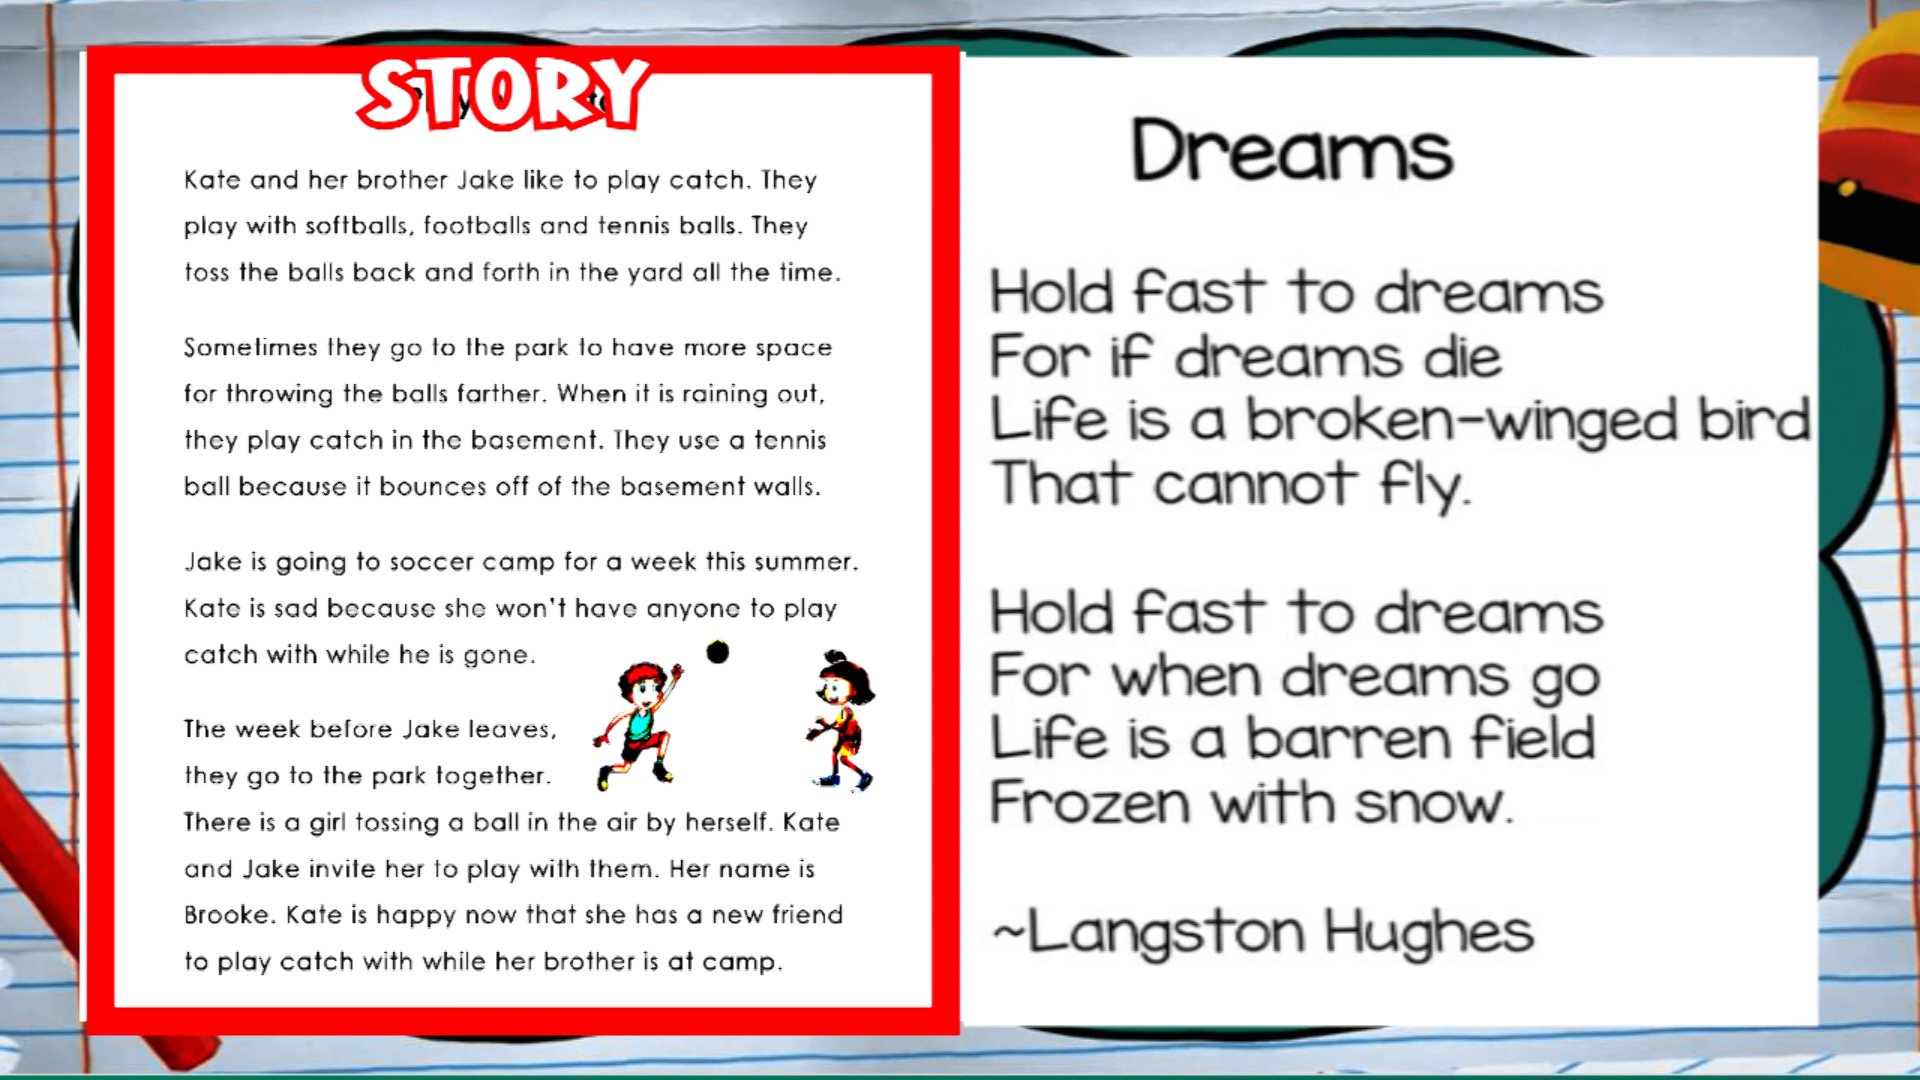 STORY
Kate and her brother Jake like to play catch. They
play with softballs, footballs and tennis balls. They
toss the balls back and forth in the yard all the time.
Sometimes they go to the park to have more space
for throwing the balls farther. When it is raining out,
they play catch in the basement. They use a tennis
ball because it bounces off of the basement walls.
Jake is going to soccer camp for a week this summer.
Kate is sad because she won't have anyone to play
catch with while he is gone.
The week before Jake leaves,
they go to the park together.
There is a girl tossing a ball in the air by herself. Kate
and Jake invite her to play with them. Her name is
Brooke. Kate is happy now that she has a new friend
to play catch with while her brother is at camp.
Dreams
Hold fast to dreams
For if dreams die
Life is a broken-winged bird
That cannot fly.
Hold fast to dreams
For when dreams go
Life is a barren field
Frozen with snow.
~Langston Hughes